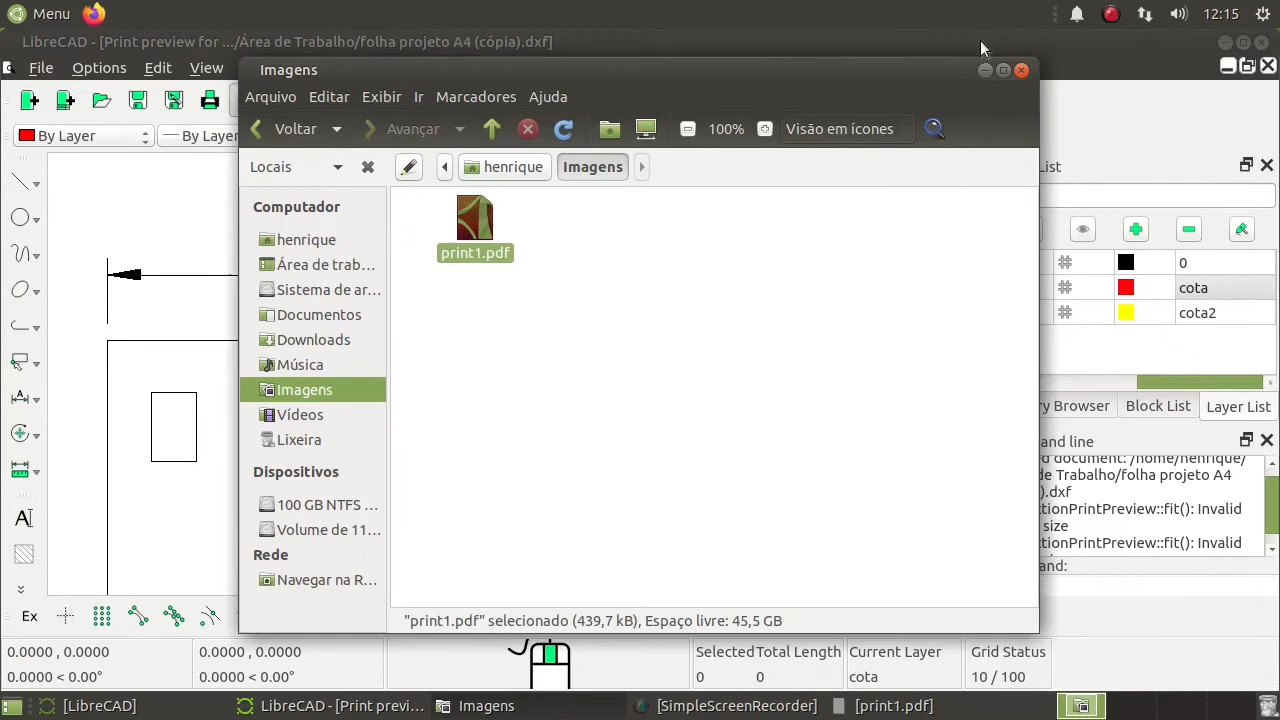 Menu
12:15
LibreCAD - [Print preview for .../Área de Trabalho/folha projeto A4 (cópia).dxf]
File Options Edit View
Imagens
Arquivo Editar Exibir Ir Marcadores Ajuda
By Layer
By Layer
Voltar
Avançar
100%
Visão em ícones
Locais
henrique
Imagens
List
Computador
henrique
Área de trab...
Sistema de ar...
Documentos
Downloads
Música
Imagens
Vídeos
Lixeira
Dispositivos
100 GB NTFS ...
Volume de 11...
Rede
Navegar na R...
print1.pdf
"print1.pdf" selecionado (439,7 kB), Espaço livre: 45,5 GB
0
cota
cota2
ry Browser
Block List
Layer List
and line
ed document: /home/henrique/
de Trabalho/folha projeto A4
).dxf
ctionPrintPreview::fit(): Invalid
size
ctionPrintPreview::fit(): Invalid
and:
A
Ex
0.0000 , 0.0000
0.0000 < 0.00°
0.0000 , 0.0000
0.0000 < 0.00°
Selected Total Length
0 0
Current Layer
cota
Grid Status
10 / 100
[LibreCAD]
LibreCAD - [Print previ...
Imagens
[SimpleScreenRecorder]
[print1.pdf]